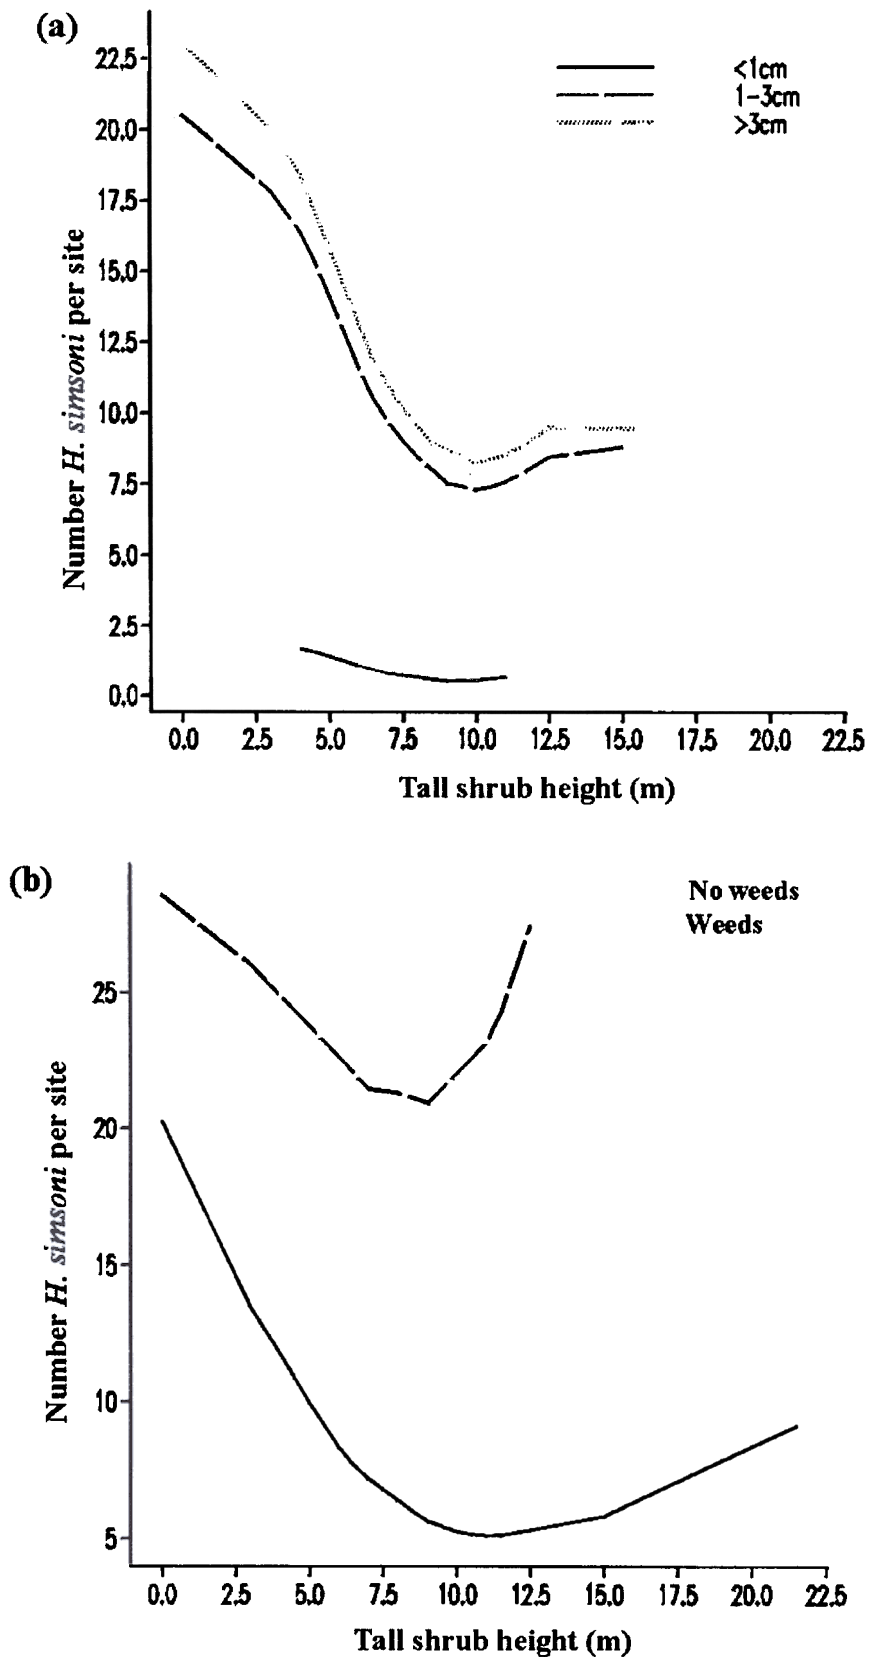 (a)
22.5
20.0
17.5
15.0
12.5
10.0
7.5
5.0
2.5
0.0
Number H. simsoni per site
<1cm
1-3cm
>3cm
0.0 2.5 5.0 7.5 10.0 12.5 15.0 17.5 20.0 22.5
Tall shrub height (m)
(b)
25
20
15
10
5
Number H. simsoni per site
No weeds
Weeds
0.0 2.5 5.0 7.5 10.0 12.5 15.0 17.5 20.0 22.5
Tall shrub height (m)